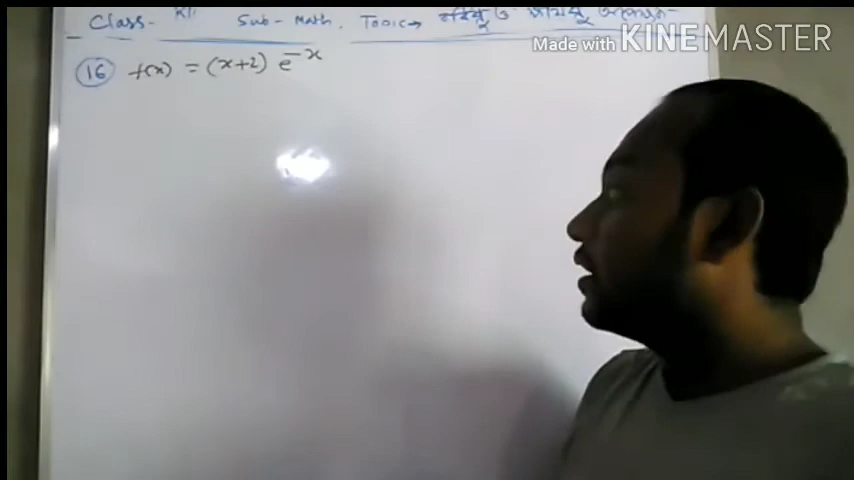 Class- XII Sub- Math. Topic→
Made with KINEMASTER
16 f(x) = (x+2) e^-x